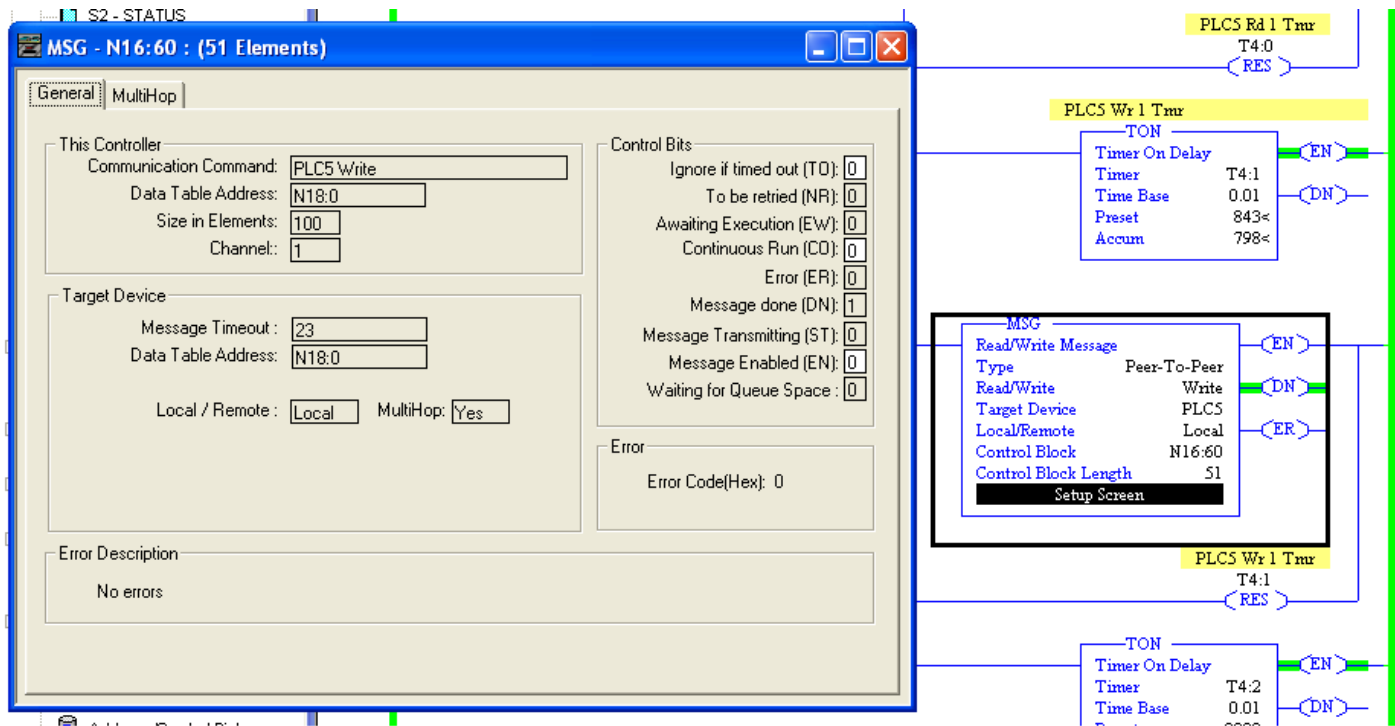 S2 - STATUS
MSG - N16:60 : (51 Elements)
General
MultiHop
This Controller
Communication Command: PLC5 Write
Data Table Address: N18:0
Size in Elements: 100
Channel:: 1
Target Device
Message Timeout : 23
Data Table Address: N18:0
Local / Remote : Local MultiHop: Yes
Control Bits
Ignore if timed out (TO): 0
To be retried (NR): 0
Awaiting Execution (EW): 0
Continuous Run (CO): 0
Error (ER): 0
Message done (DN): 1
Message Transmitting (ST): 0
Message Enabled (EN): 0
Waiting for Queue Space : 0
Error
Error Code(Hex): 0
Error Description
No errors
PLC5 Rd 1 Tmr
T4:0
RES
PLC5 Wr 1 Tmr
TON
Timer On Delay EN
Timer T4:1
Time Base 0.01 DN
Preset 843<
Accum 798<
MSG
Read/Write Message EN
Type Peer-To-Peer
Read/Write Write DN
Target Device PLC5
Local/Remote Local ER
Control Block N16:60
Control Block Length 51
Setup Screen
PLC5 Wr 1 Tmr
T4:1
RES
TON
Timer On Delay EN
Timer T4:2
Time Base 0.01 DN